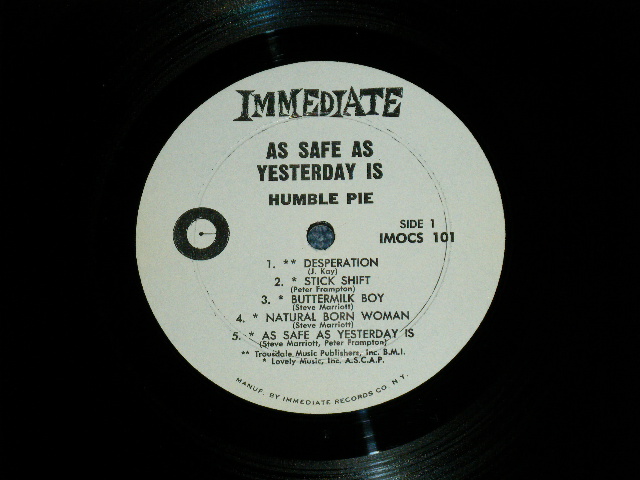 IMMEDIATE
AS SAFE AS
YESTERDAY IS
HUMBLE PIE
SIDE 1
IMOCS 101
1. ** DESPERATION
(J. Kay)
2. * STICK SHIFT
(Peter Frampton)
3. * BUTTERMILK BOY
(Steve Marriott)
4. * NATURAL BORN WOMAN
(Steve Marriott)
5. * AS SAFE AS YESTERDAY IS
(Steve Marriott, Peter Frampton)
** Trousdale Music Publishers, Inc. B.M.I.
* Lovely Music, Inc. A.S.C.A.P.
MANUF. BY IMMEDIATE RECORDS CO. N.Y.